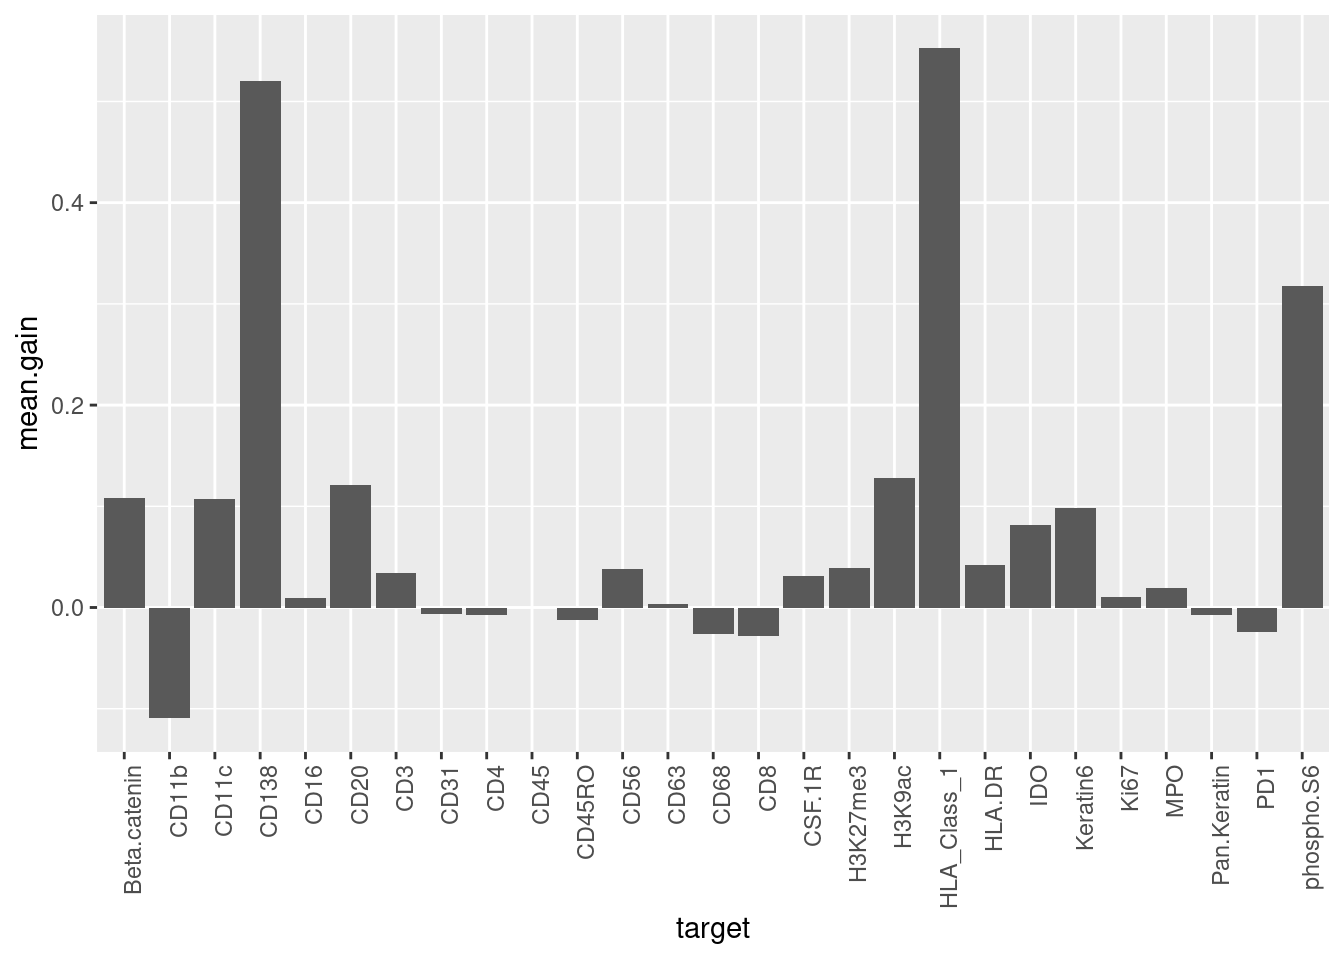 mean.gain
0.4
0.2
0.0
Beta.catenin
CD11b
CD11c
CD138
CD16
CD20
CD3
CD31
CD4
CD45
CD45RO
CD56
CD63
CD68
CD8
CSF.1R
H3K27me3
H3K9ac
HLA_Class_1
HLA.DR
IDO
Keratin6
Ki67
MPO
Pan.Keratin
PD1
phospho.S6
target